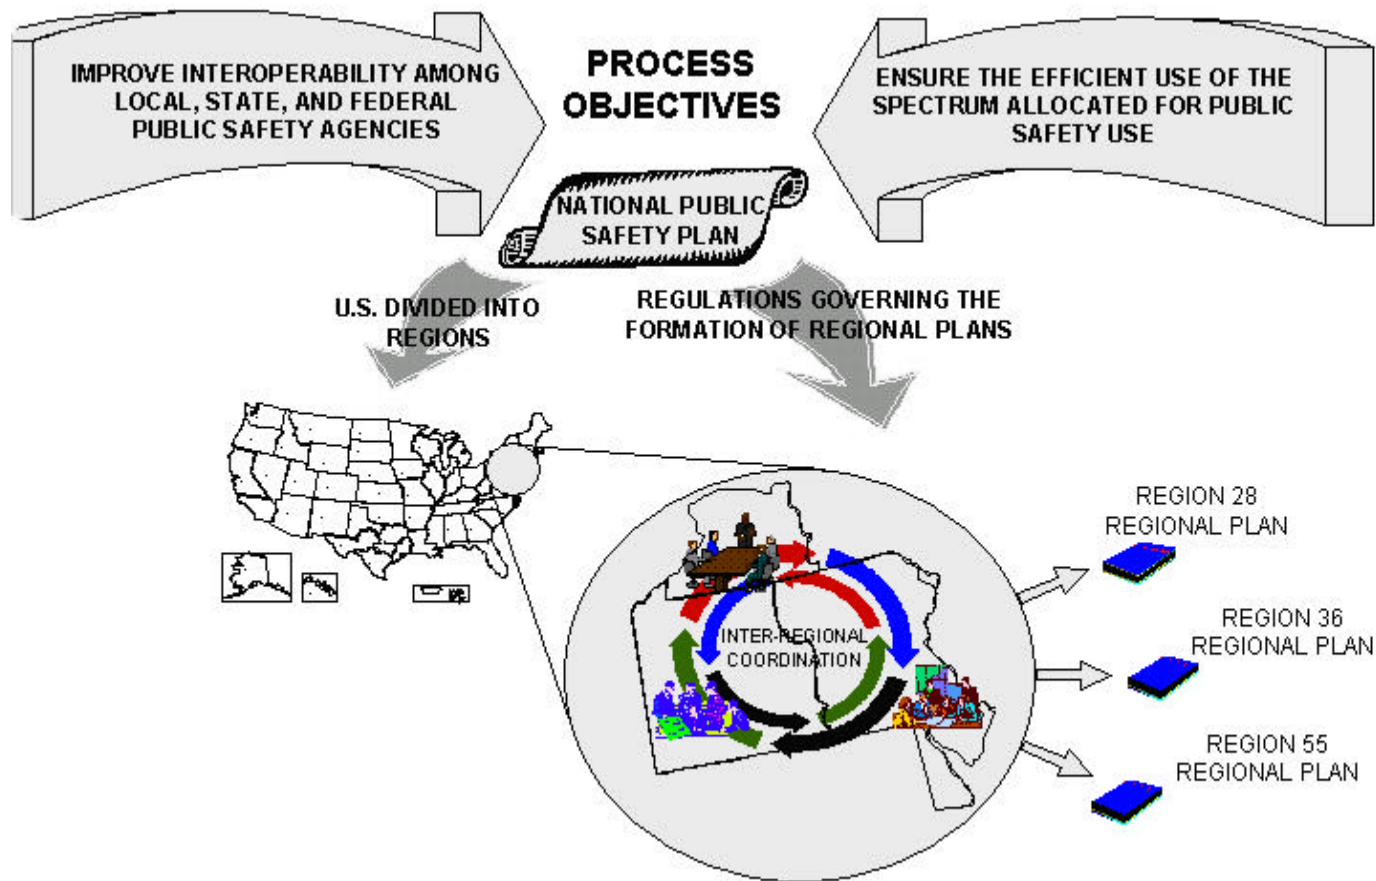 IMPROVE INTEROPERABILITY AMONG
LOCAL, STATE, AND FEDERAL
PUBLIC SAFETY AGENCIES
PROCESS
OBJECTIVES
ENSURE THE EFFICIENT USE OF THE
SPECTRUM ALLOCATED FOR PUBLIC
SAFETY USE
NATIONAL PUBLIC
SAFETY PLAN
U.S. DIVIDED INTO
REGIONS
REGULATIONS GOVERNING THE
FORMATION OF REGIONAL PLANS
INTER-REGIONAL
COORDINATION
REGION 28
REGIONAL PLAN
REGION 36
REGIONAL PLAN
REGION 55
REGIONAL PLAN